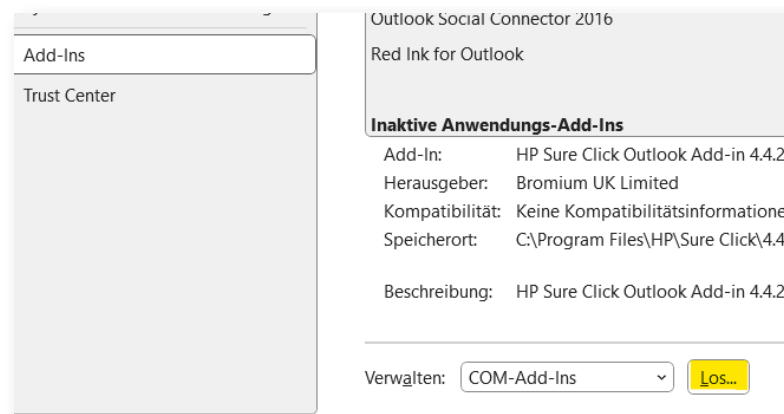 Add-Ins
Trust Center
Outlook Social Connector 2016
Red Ink for Outlook
Inaktive Anwendungs-Add-Ins
Add-In: HP Sure Click Outlook Add-in 4.4.2
Herausgeber: Bromium UK Limited
Kompatibilität: Keine Kompatibilitätsinformatione
Speicherort: C:\Program Files\HP\Sure Click\4.4
Beschreibung: HP Sure Click Outlook Add-in 4.4.2
Verwalten: COM-Add-Ins Los...